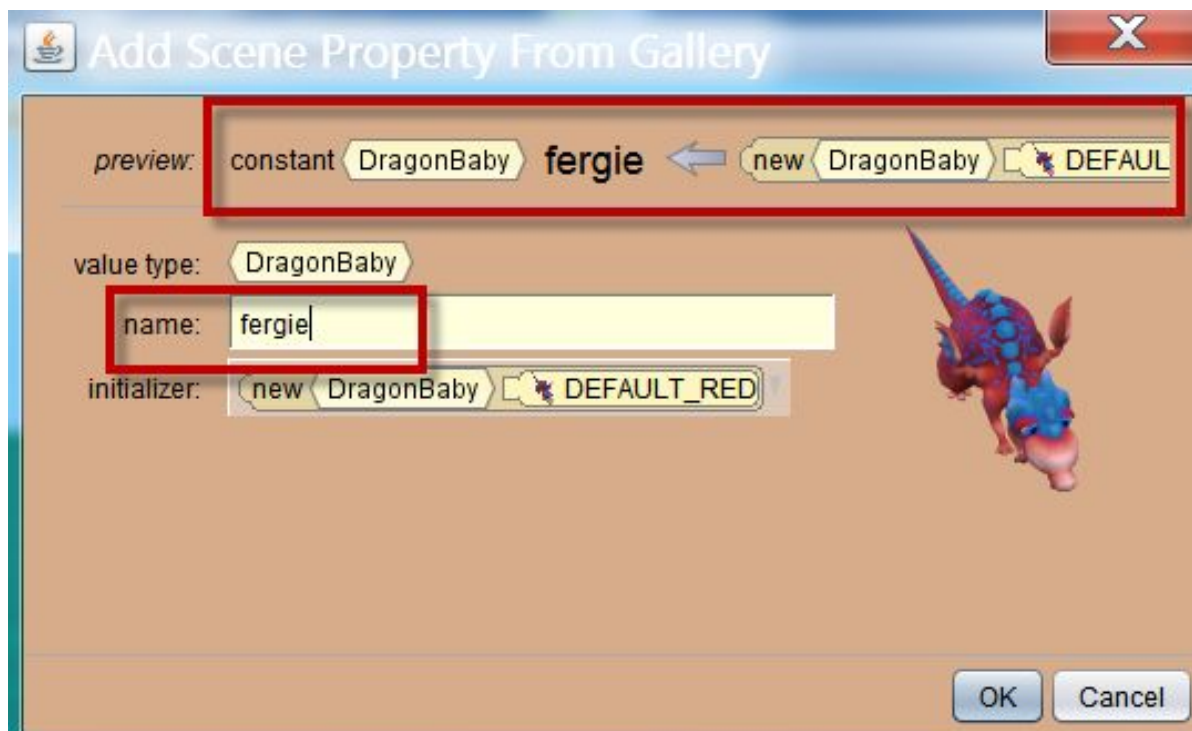 Add Scene Property From Gallery
preview: constant DragonBaby fergie new DragonBaby DEFAUL
value type: DragonBaby
name: fergie
initializer: new DragonBaby DEFAULT_RED
OK Cancel